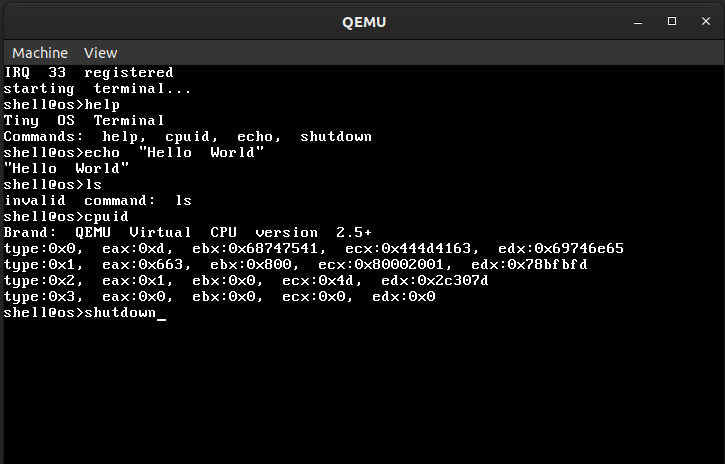 QEMU
Machine View
IRQ 33 registered
starting terminal...
shell@os>help
Tiny OS Terminal
Commands: help, cpuid, echo, shutdown
shell@os>echo "Hello World"
"Hello World"
shell@os>ls
invalid command: ls
shell@os>cpuid
Brand: QEMU Virtual CPU version 2.5+
type:0x0, eax:0xd, ebx:0x68747541, ecx:0x444d4163, edx:0x69746e65
type:0x1, eax:0x663, ebx:0x800, ecx:0x80002001, edx:0x78bfbfd
type:0x2, eax:0x1, ebx:0x0, ecx:0x4d, edx:0x2c307d
type:0x3, eax:0x0, ebx:0x0, ecx:0x0, edx:0x0
shell@os>shutdown_